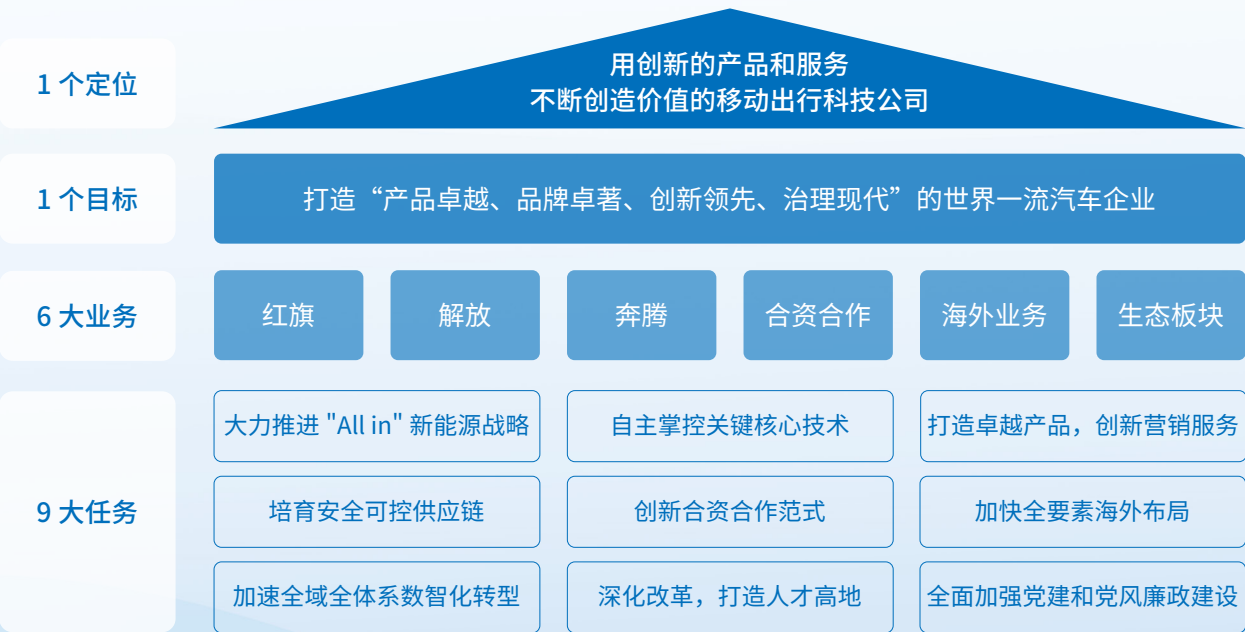 1 个定位
用创新的产品和服务
不断创造价值的移动出行科技公司
1 个目标
打造“产品卓越、品牌卓著、创新领先、治理现代”的世界一流汽车企业
6 大业务
红旗
解放
奔腾
合资合作
海外业务
生态板块
9 大任务
大力推进 "All in" 新能源战略
自主掌控关键核心技术
打造卓越产品，创新营销服务
培育安全可控供应链
创新合资合作范式
加快全要素海外布局
加速全域全体系数智化转型
深化改革，打造人才高地
全面加强党建和党风廉政建设